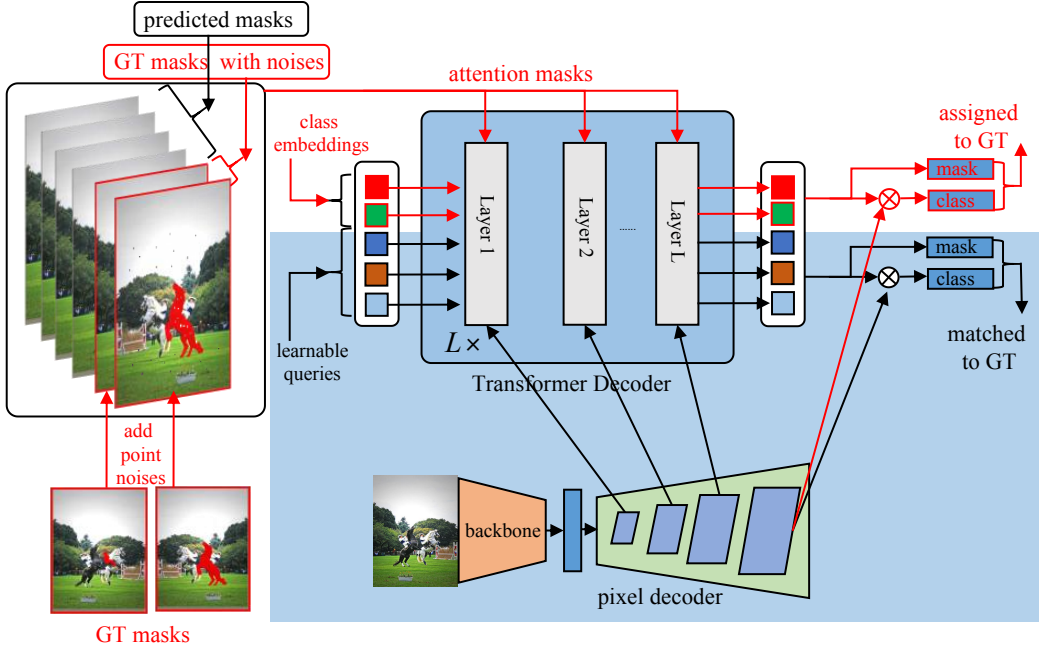 predicted masks
GT masks with noises
attention masks
class
embeddings
learnable
queries
Layer 1
Layer 2
......
Layer L
L×
Transformer Decoder
assigned
to GT
mask
class
mask
class
matched
to GT
add
point
noises
GT masks
backbone
pixel decoder